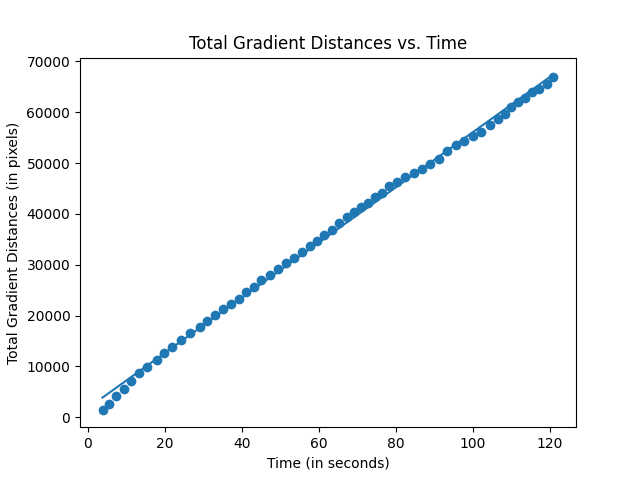 Total Gradient Distances vs. Time
70000
60000
50000
40000
30000
20000
10000
0
Total Gradient Distances (in pixels)
0 20 40 60 80 100 120
Time (in seconds)